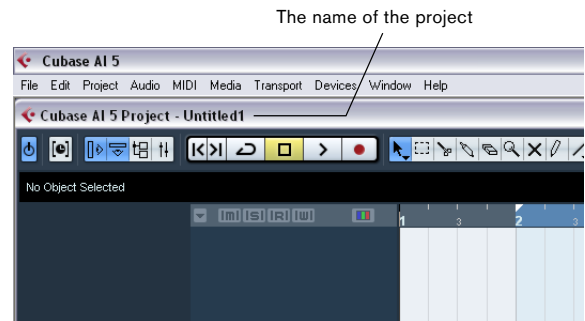 The name of the project
Cubase AI 5
File Edit Project Audio MIDI Media Transport Devices Window Help
Cubase AI 5 Project - Untitled1
No Object Selected
[m] [S] [R] [W]
1 3 2 3